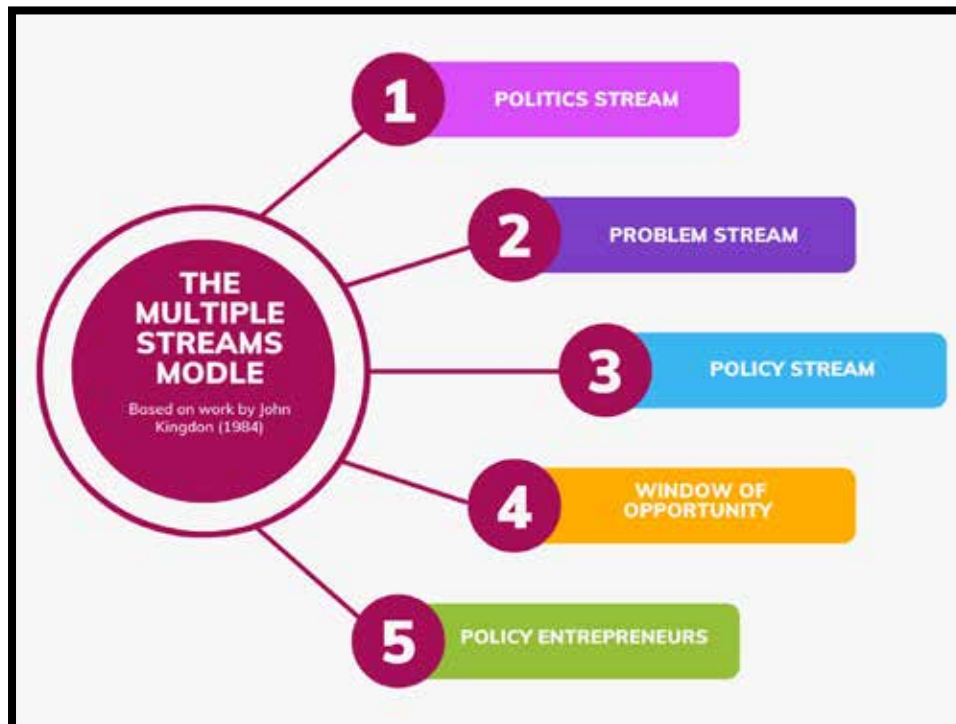 THE
MULTIPLE
STREAMS
MODLE
Based on work by John
Kingdon (1984)
1
POLITICS STREAM
2
PROBLEM STREAM
3
POLICY STREAM
4
WINDOW OF
OPPORTUNITY
5
POLICY ENTREPRENEURS